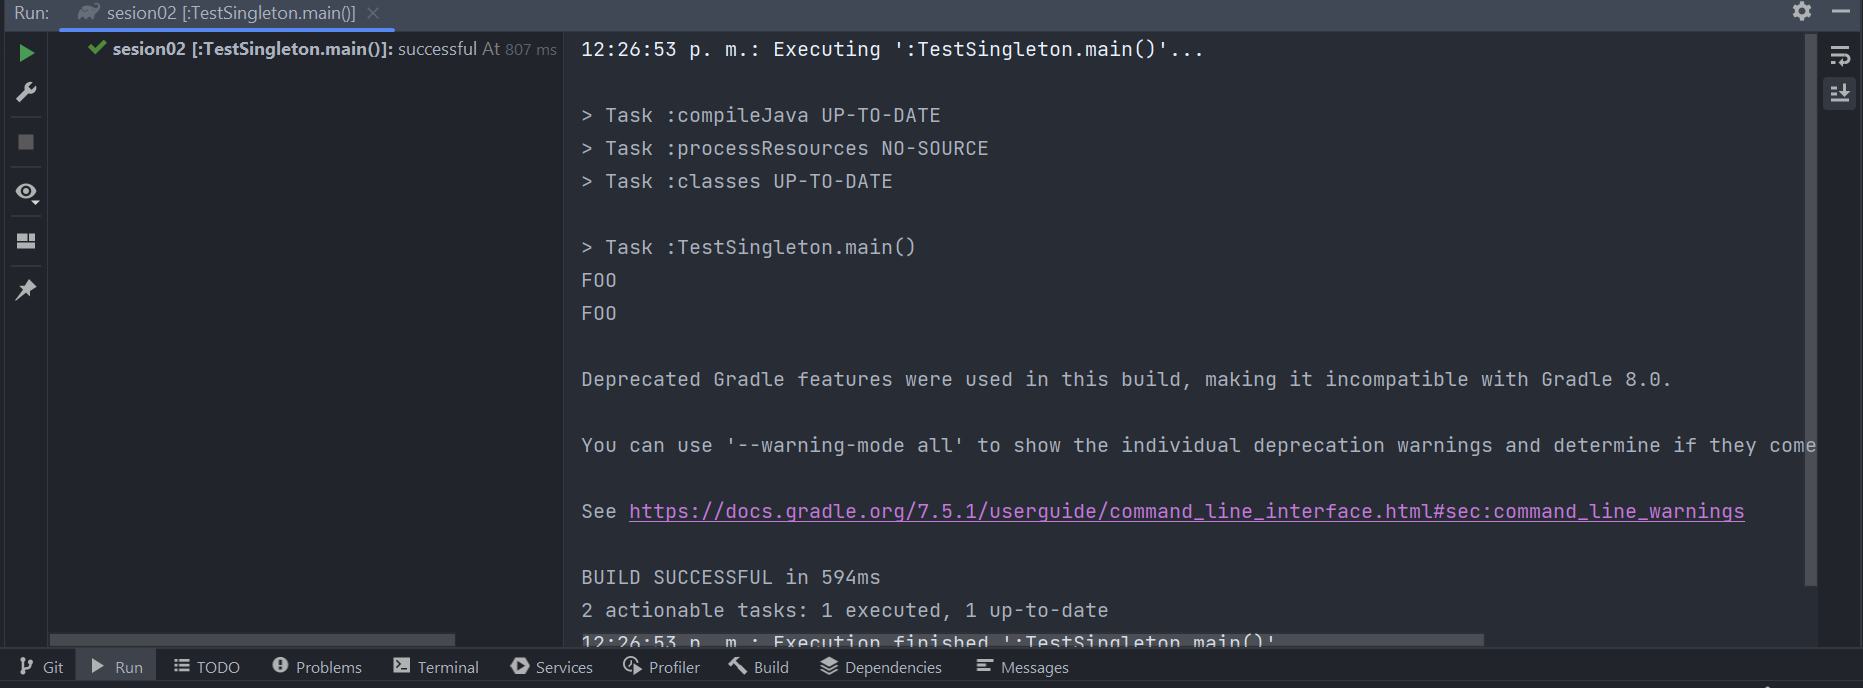 Run: sesion02 [:TestSingleton.main()]
sesion02 [:TestSingleton.main()]: successful At 807 ms
12:26:53 p. m.: Executing ':TestSingleton.main()'...
> Task :compileJava UP-TO-DATE
> Task :processResources NO-SOURCE
> Task :classes UP-TO-DATE
> Task :TestSingleton.main()
FOO
FOO
Deprecated Gradle features were used in this build, making it incompatible with Gradle 8.0.
You can use '--warning-mode all' to show the individual deprecation warnings and determine if they come
See https://docs.gradle.org/7.5.1/userguide/command_line_interface.html#sec:command_line_warnings
BUILD SUCCESSFUL in 594ms
2 actionable tasks: 1 executed, 1 up-to-date
12:26:53 p. m.: Execution finished ':TestSingleton.main()'
Git Run TODO Problems Terminal Services Profiler Build Dependencies Messages